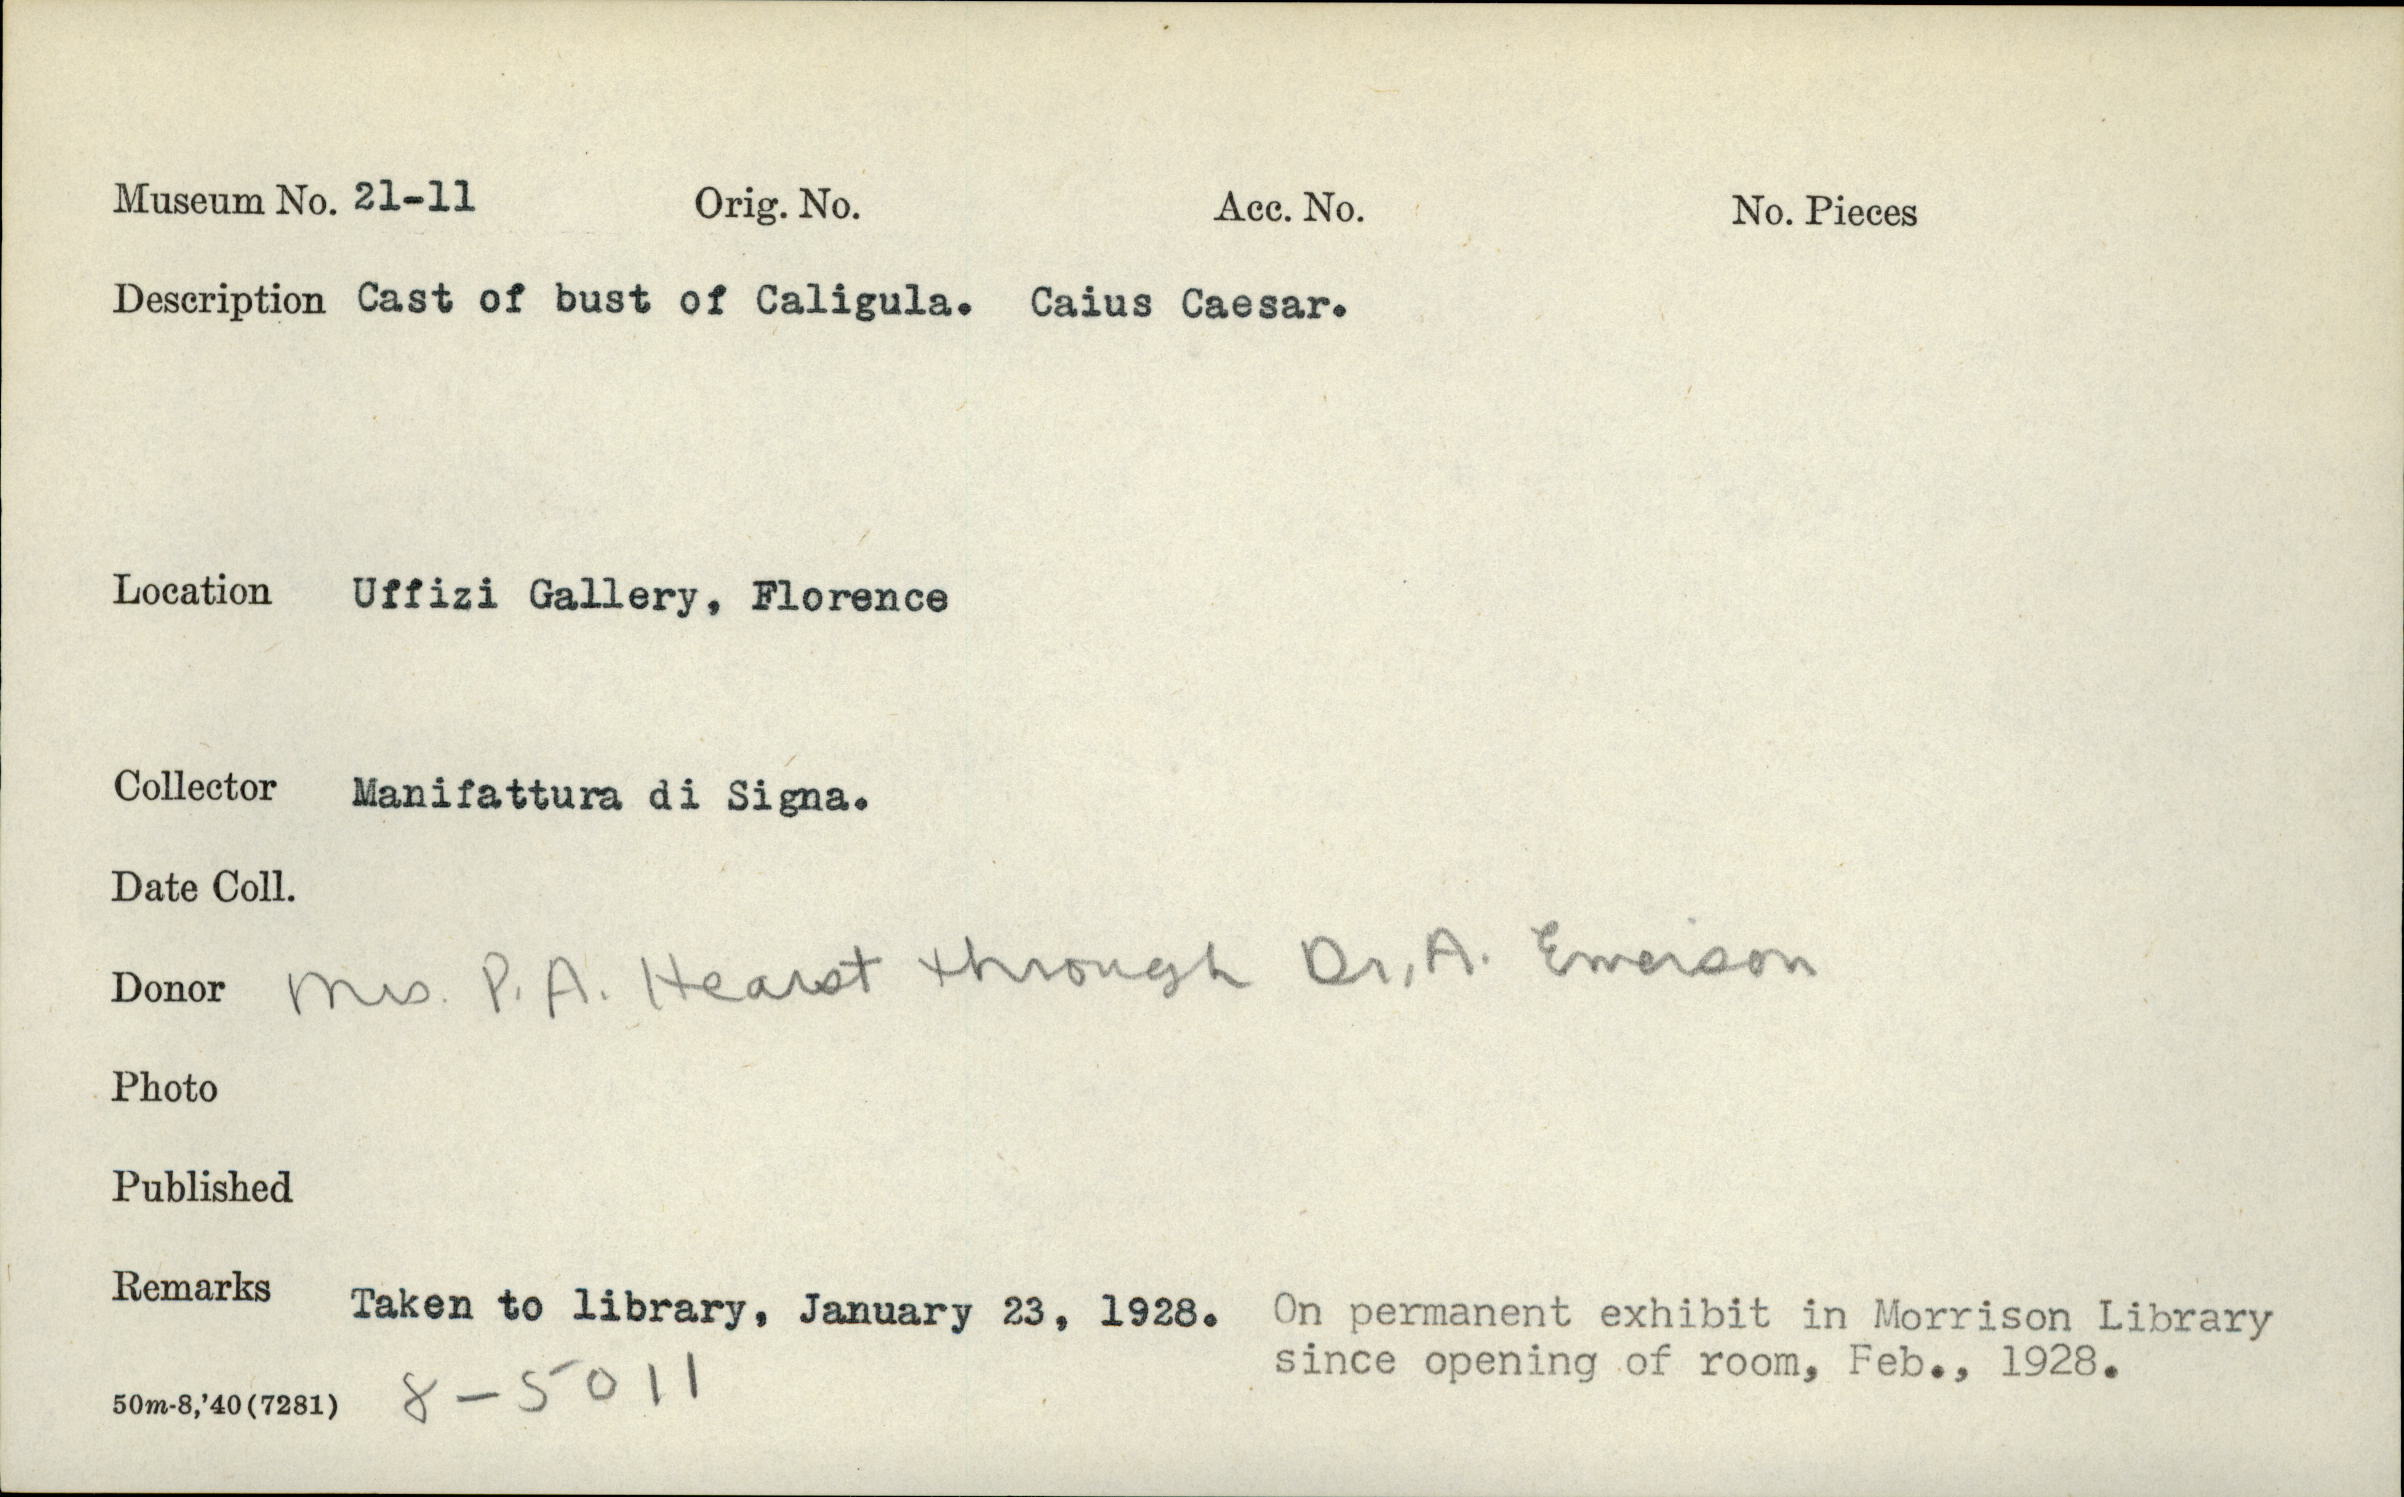 Museum No. 21-11 Orig. No. Acc. No. No. Pieces
Description Cast of bust of Caligula. Caius Caesar.
Location Uffizi Gallery, Florence
Collector Manifattura di Signa.
Date Coll.
Donor Mrs. P. A. Hearst through Dr. A. Emerson
Photo
Published
Remarks Taken to library, January 23, 1928. On permanent exhibit in Morrison Library
since opening of room, Feb., 1928.
50m-8,'40(7281) 8-5011